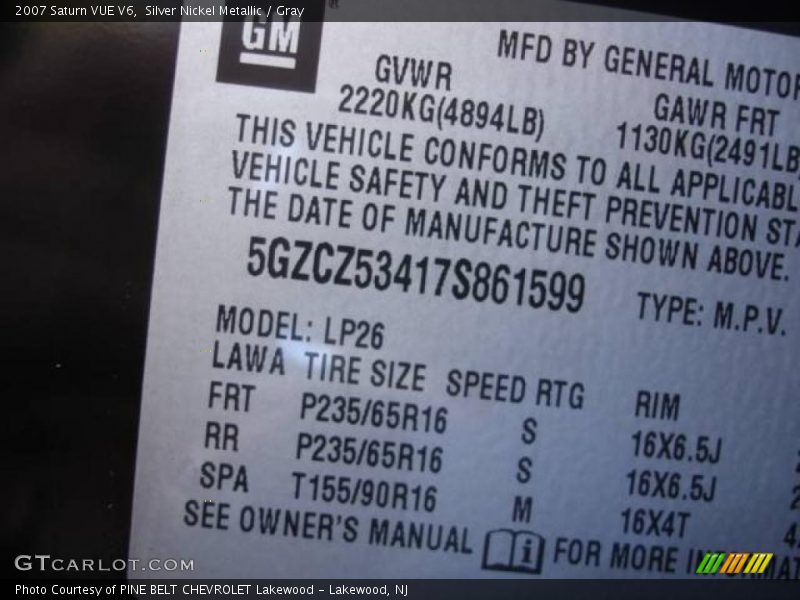 2007 Saturn VUE V6, Silver Nickel Metallic / Gray
GM
MFD BY GENERAL MOTOR
GVWR
GAWR FRT
2220KG(4894LB)
1130KG(2491LB)
THIS VEHICLE CONFORMS TO ALL APPLICABL
VEHICLE SAFETY AND THEFT PREVENTION STA
THE DATE OF MANUFACTURE SHOWN ABOVE.
5GZCZ53417S861599
TYPE: M.P.V.
MODEL: LP26
LAWA TIRE SIZE SPEED RTG RIM
FRT P235/65R16 S 16X6.5J
RR P235/65R16 S 16X6.5J
SPA T155/90R16 M 16X4T
SEE OWNER'S MANUAL FOR MORE
GTCARLOT.COM
Photo Courtesy of PINE BELT CHEVROLET Lakewood - Lakewood, NJ